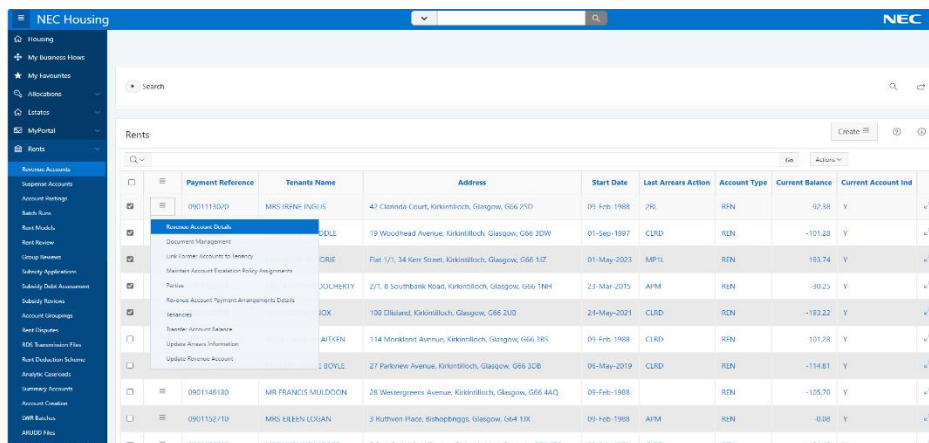 NEC Housing
NEC
Housing
My Business Flows
My Favourites
Allocations
Estates
MyPortal
Rents
Revenue Accounts
Suspense Accounts
Account Postings
Batch Runs
Rent Models
Rent Review
Group Reviews
Subsidy Applications
Subsidy Debt Assessment
Subsidy Reviews
Account Groupings
Rent Disputes
RDS Transmission Files
Rent Deduction Scheme
Analytic Caseloads
Summary Accounts
Account Creation
LWR Batches
ARUDD Files
Search
Rents
Create
Go Actions
Payment Reference Tenants Name Address Start Date Last Arrears Action Account Type Current Balance Current Account Ind
0901113020 MRS IRENE INGLIS 42 Clarinda Court, Kirkintilloch, Glasgow, G66 2SD 09-Feb-1988 2RL REN -92.38 Y
DDLE 19 Woodhead Avenue, Kirkintilloch, Glasgow, G66 3DW 01-Sep-1997 CLRD REN -101.28 Y
DRIE Flat 1/1, 34 Kerr Street, Kirkintilloch, Glasgow, G66 1JZ 01-May-2023 MP1L REN 193.74 Y
DOCHERTY 2/1, 8 Southbank Road, Kirkintilloch, Glasgow, G66 1NH 23-Mar-2015 APM REN -30.25 Y
NOX 108 Ellisland, Kirkintilloch, Glasgow, G66 2UB 24-May-2021 CLRD REN -193.22 Y
AITKEN 114 Monkland Avenue, Kirkintilloch, Glasgow, G66 3BS 09-Feb-1988 CLRD REN -101.28 Y
E BOYLE 27 Parkview Avenue, Kirkintilloch, Glasgow, G66 3DB 06-May-2019 CLRD REN -114.81 Y
0901146180 MR FRANCIS MULDOON 28 Westergreens Avenue, Kirkintilloch, Glasgow, G66 4AQ 09-Feb-1988 REN -105.70 Y
0901152710 MRS EILEEN LOGAN 3 Ruthven Place, Bishopbriggs, Glasgow, G64 1JX 09-Feb-1988 APM REN -0.08 Y
Revenue Account Details
Document Management
Link Former Accounts to Tenancy
Maintain Account Escalation Policy Assignments
Parties
Revenue Account Payment Arrangements Details
Tenancies
Transfer Account Balance
Update Arrears Information
Update Revenue Account